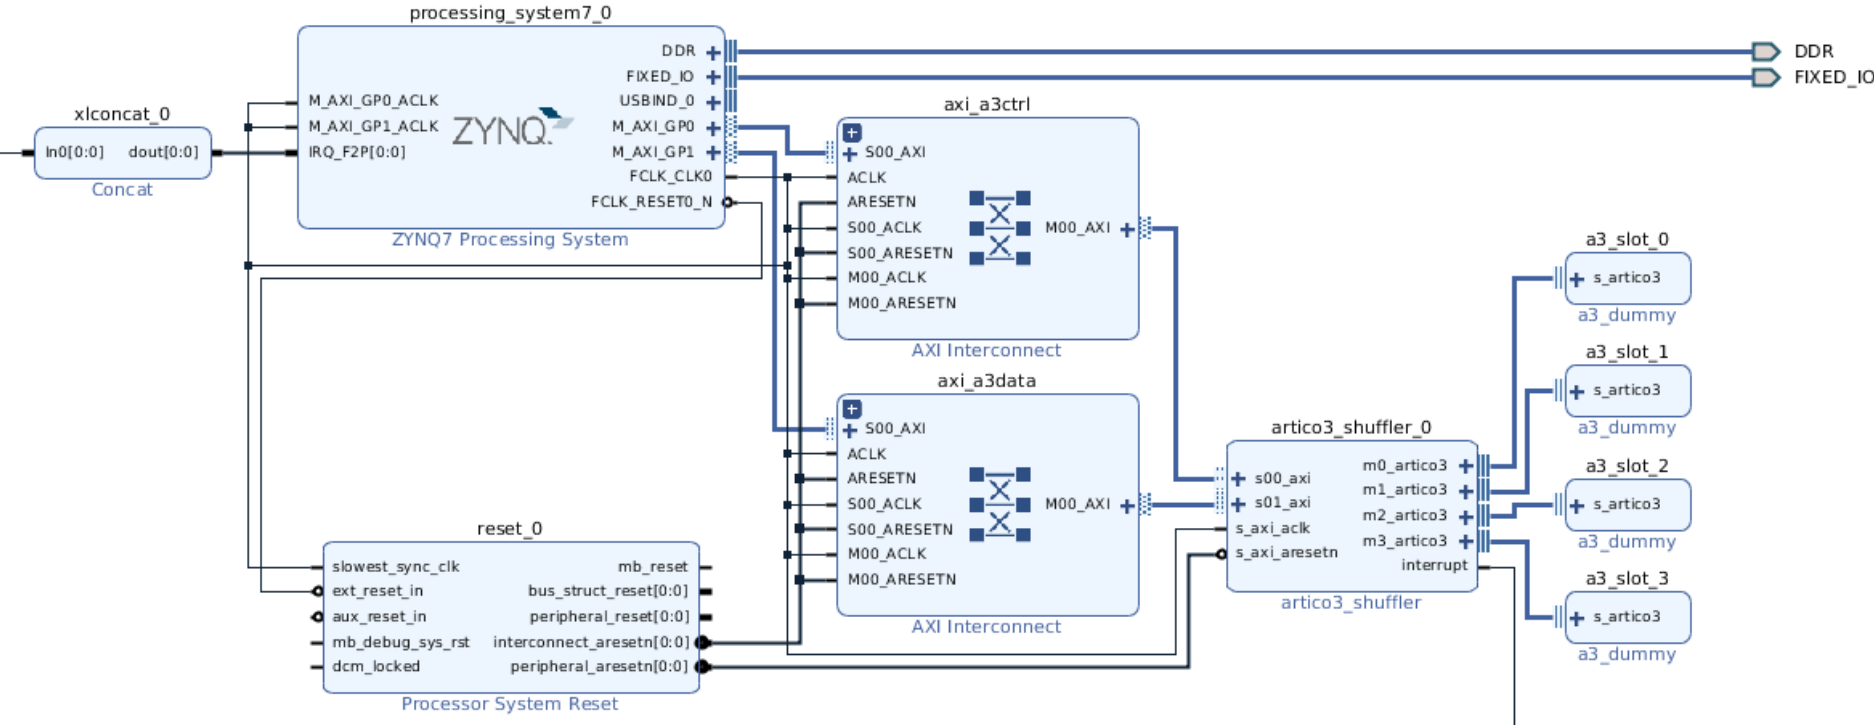 processing_system7_0
DDR
FIXED_IO
USBIND_0
M_AXI_GP0_ACLK
M_AXI_GP1_ACLK
IRQ_F2P[0:0]
ZYNQ
M_AXI_GP0
M_AXI_GP1
FCLK_CLK0
FCLK_RESET0_N
ZYNQ7 Processing System
DDR
FIXED_IO
xlconcat_0
In0[0:0]
dout[0:0]
Concat
axi_a3ctrl
S00_AXI
ACLK
ARESETN
S00_ACLK
S00_ARESETN
M00_ACLK
M00_ARESETN
M00_AXI
AXI Interconnect
axi_a3data
S00_AXI
ACLK
ARESETN
S00_ACLK
S00_ARESETN
M00_ACLK
M00_ARESETN
M00_AXI
AXI Interconnect
reset_0
slowest_sync_clk
ext_reset_in
aux_reset_in
mb_debug_sys_rst
dcm_locked
mb_reset
bus_struct_reset[0:0]
peripheral_reset[0:0]
interconnect_aresetn[0:0]
peripheral_aresetn[0:0]
Processor System Reset
artico3_shuffler_0
s00_axi
s01_axi
s_axi_aclk
s_axi_aresetn
m0_artico3
m1_artico3
m2_artico3
m3_artico3
interrupt
artico3_shuffler
a3_slot_0
s_artico3
a3_dummy
a3_slot_1
s_artico3
a3_dummy
a3_slot_2
s_artico3
a3_dummy
a3_slot_3
s_artico3
a3_dummy